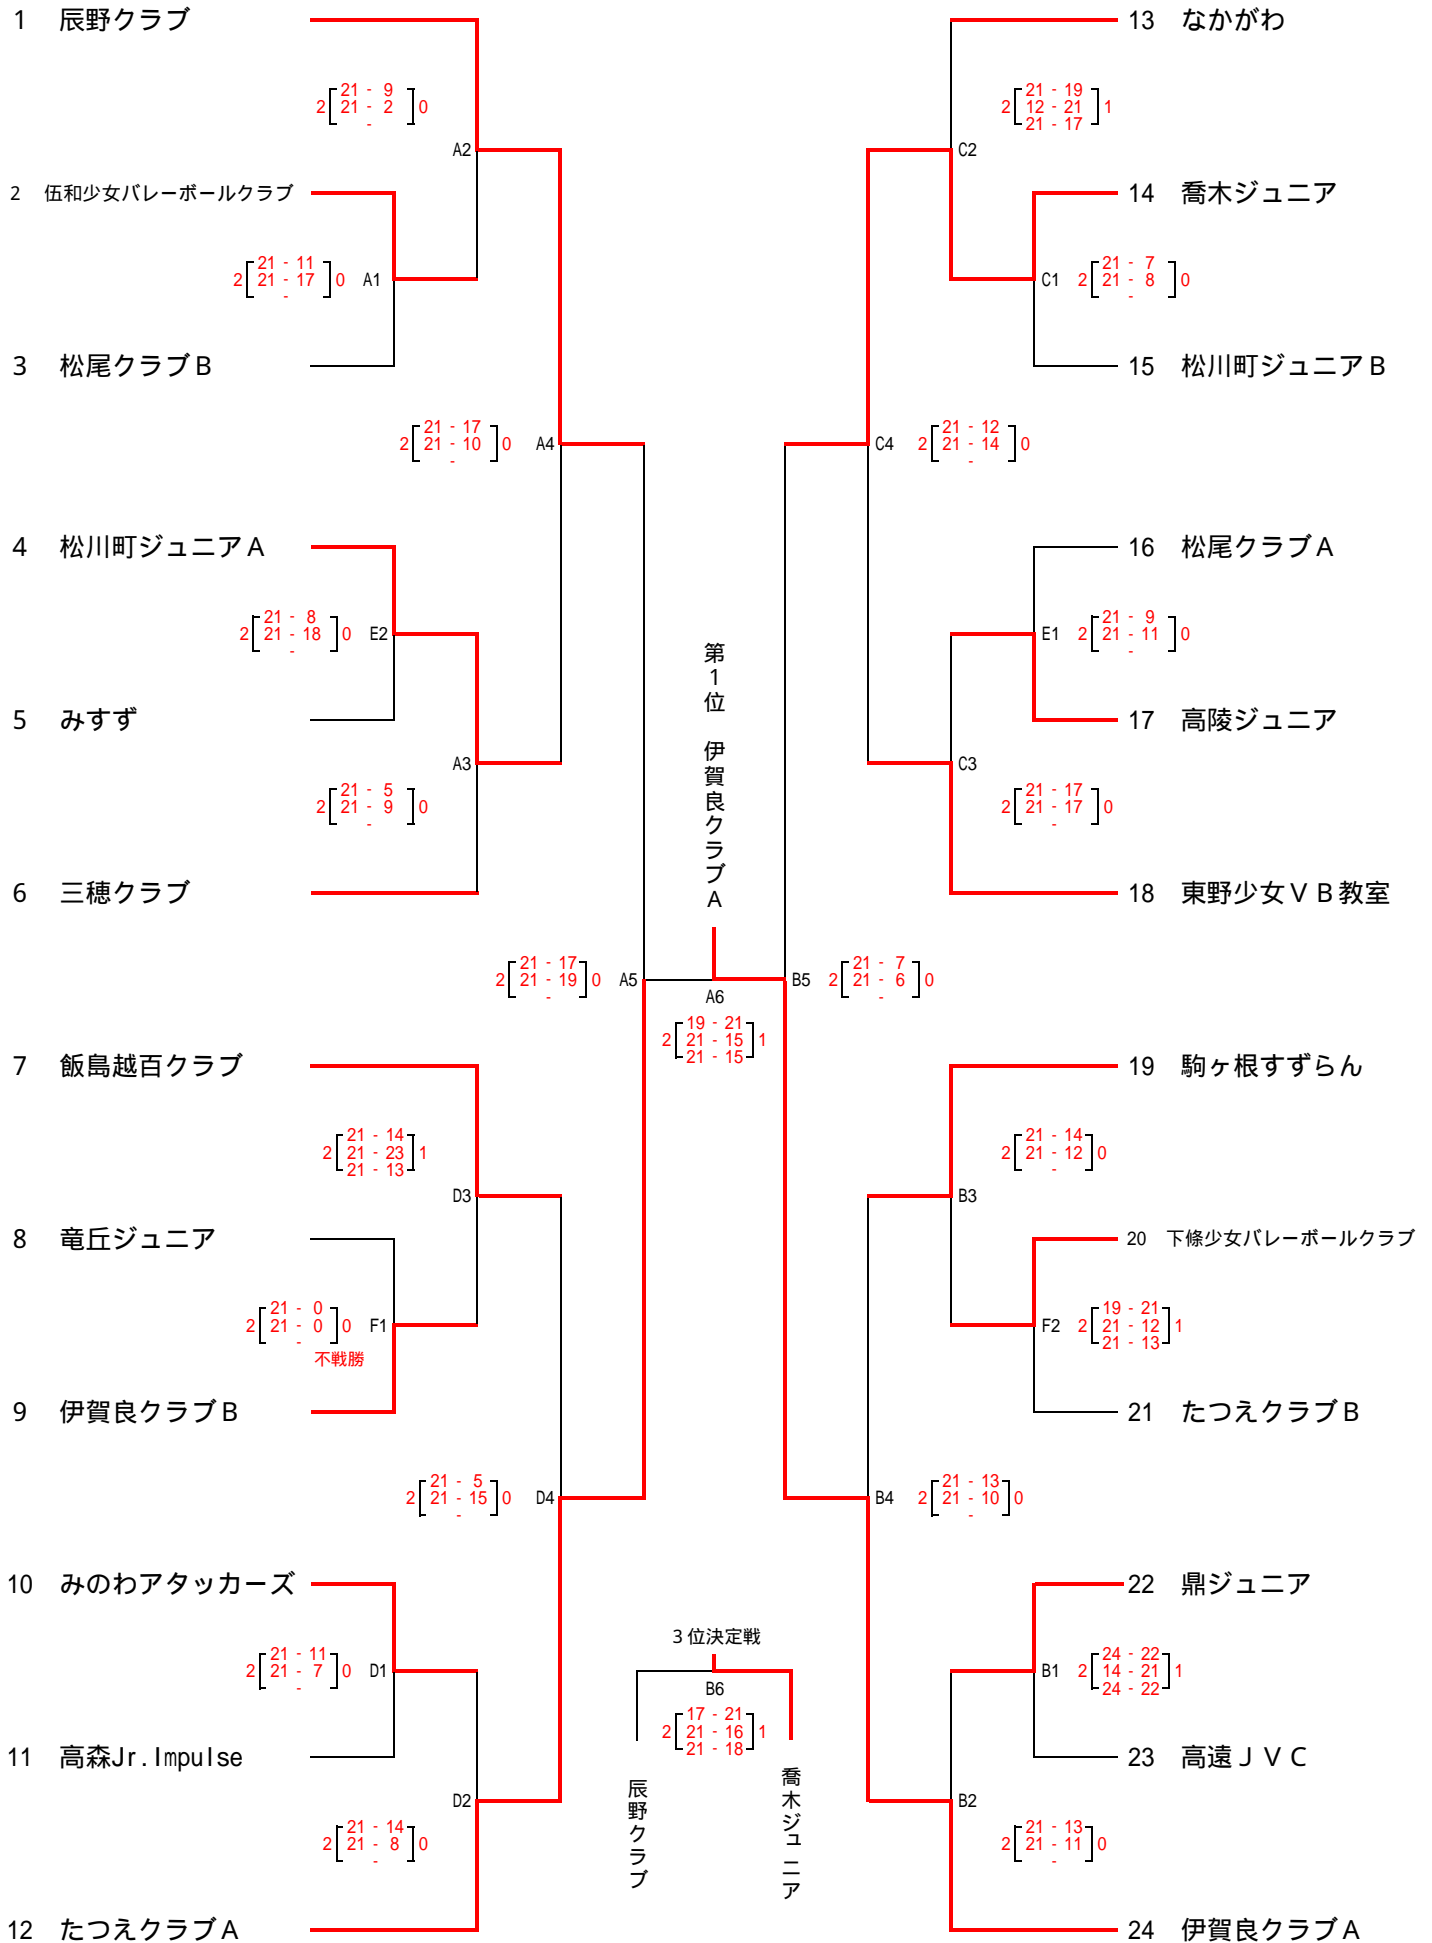 1 辰野クラブ
13 なかがわ
2 21 - 9 0
21 - 2
-
2 21 - 19 1
12 - 21
21 - 17
A2
C2
2 伍和少女バレーボールクラブ
14 喬木ジュニア
2 21 - 11 0
21 - 17
-
A1
C1
2 21 - 7 0
21 - 8
-
3 松尾クラブB
15 松川町ジュニアB
2 21 - 17 0
21 - 10
-
A4
C4
2 21 - 12 0
21 - 14
-
4 松川町ジュニアA
16 松尾クラブA
2 21 - 8 0
21 - 18
-
E2
E1
2 21 - 9 0
21 - 11
-
第1位 伊賀良クラブA
5 みすず
17 高陵ジュニア
A3
C3
2 21 - 5 0
21 - 9
-
2 21 - 17 0
21 - 17
-
6 三穂クラブ
18 東野少女VB教室
2 21 - 17 0
21 - 19
-
A5
A6
B5
2 21 - 7 0
21 - 6
-
2 19 - 21 1
21 - 15
21 - 15
7 飯島越百クラブ
19 駒ヶ根すずらん
2 21 - 14 1
21 - 23
21 - 13
2 21 - 14 0
21 - 12
-
D3
B3
8 竜丘ジュニア
20 下條少女バレーボールクラブ
2 21 - 0 0
21 - 0
-
F1
不戦勝
F2
2 19 - 21 1
21 - 12
21 - 13
9 伊賀良クラブB
21 たつえクラブB
2 21 - 5 0
21 - 15
-
D4
B4
2 21 - 13 0
21 - 10
-
10 みのわアタッカーズ
22 鼎ジュニア
2 21 - 11 0
21 - 7
-
D1
3位決定戦
B6
2 17 - 21 1
21 - 16
21 - 18
辰野クラブ
喬木ジュニア
B1
2 24 - 22 1
14 - 21
24 - 22
11 高森Jr.Impulse
23 高遠JVC
D2
B2
2 21 - 14 0
21 - 8
-
2 21 - 13 0
21 - 11
-
12 たつえクラブA
24 伊賀良クラブA